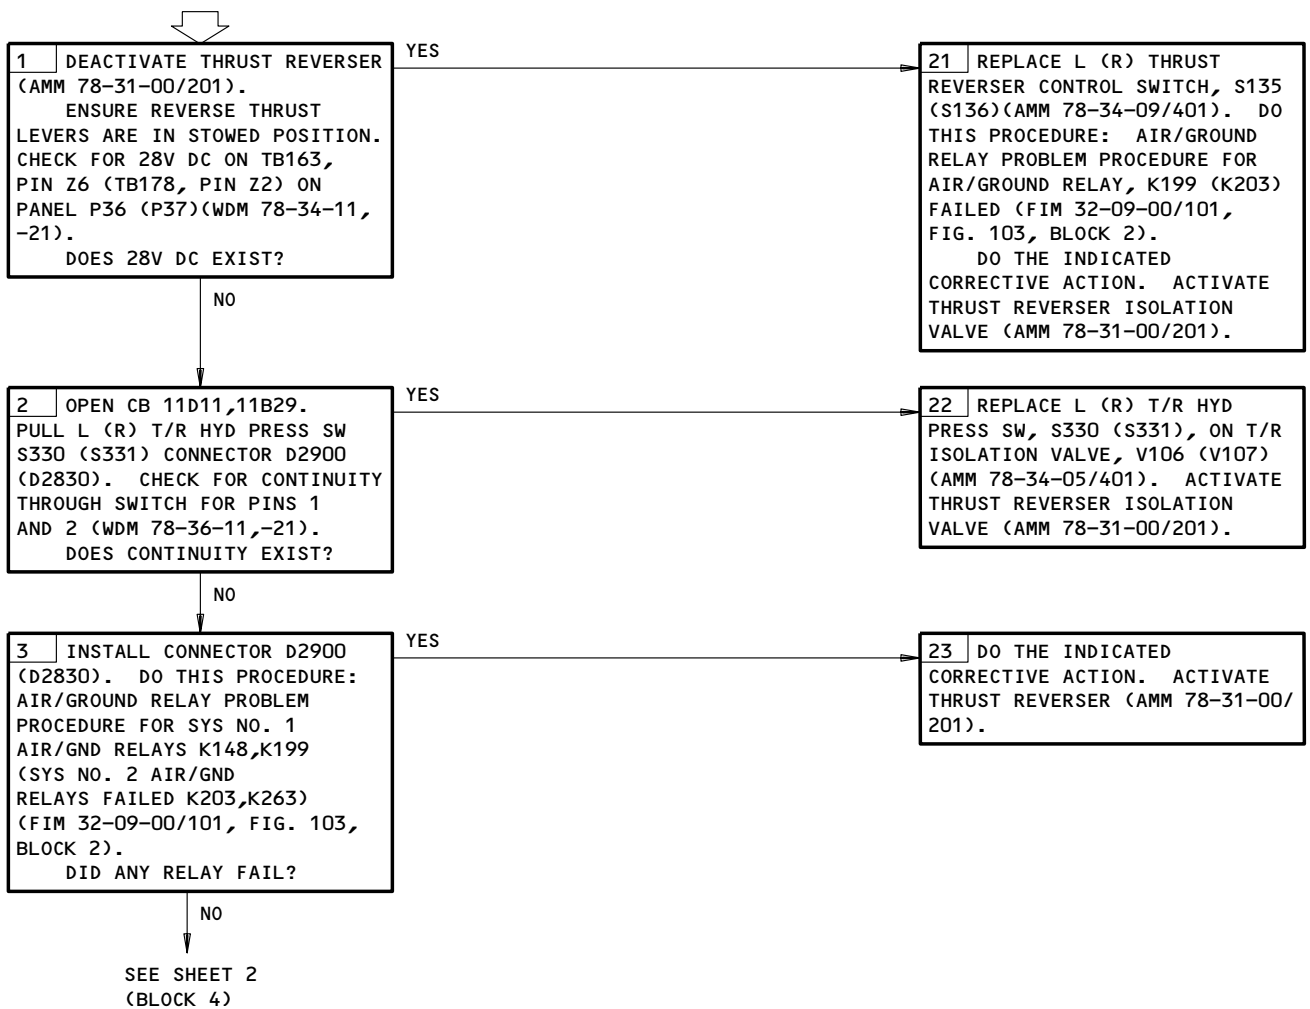 1 DEACTIVATE THRUST REVERSER
(AMM 78-31-00/201).
ENSURE REVERSE THRUST
LEVERS ARE IN STOWED POSITION.
CHECK FOR 28V DC ON TB163,
PIN Z6 (TB178, PIN Z2) ON
PANEL P36 (P37)(WDM 78-34-11,
-21).
DOES 28V DC EXIST?
YES
21 REPLACE L (R) THRUST
REVERSER CONTROL SWITCH, S135
(S136)(AMM 78-34-09/401). DO
THIS PROCEDURE: AIR/GROUND
RELAY PROBLEM PROCEDURE FOR
AIR/GROUND RELAY, K199 (K203)
FAILED (FIM 32-09-00/101,
FIG. 103, BLOCK 2).
DO THE INDICATED
CORRECTIVE ACTION. ACTIVATE
THRUST REVERSER ISOLATION
VALVE (AMM 78-31-00/201).
NO
2 OPEN CB 11D11,11B29.
PULL L (R) T/R HYD PRESS SW
S330 (S331) CONNECTOR D2900
(D2830). CHECK FOR CONTINUITY
THROUGH SWITCH FOR PINS 1
AND 2 (WDM 78-36-11,-21).
DOES CONTINUITY EXIST?
YES
22 REPLACE L (R) T/R HYD
PRESS SW, S330 (S331), ON T/R
ISOLATION VALVE, V106 (V107)
(AMM 78-34-05/401). ACTIVATE
THRUST REVERSER ISOLATION
VALVE (AMM 78-31-00/201).
NO
3 INSTALL CONNECTOR D2900
(D2830). DO THIS PROCEDURE:
AIR/GROUND RELAY PROBLEM
PROCEDURE FOR SYS NO. 1
AIR/GND RELAYS K148,K199
(SYS NO. 2 AIR/GND
RELAYS FAILED K203,K263)
(FIM 32-09-00/101, FIG. 103,
BLOCK 2).
DID ANY RELAY FAIL?
YES
23 DO THE INDICATED
CORRECTIVE ACTION. ACTIVATE
THRUST REVERSER (AMM 78-31-00/
201).
NO
SEE SHEET 2
(BLOCK 4)